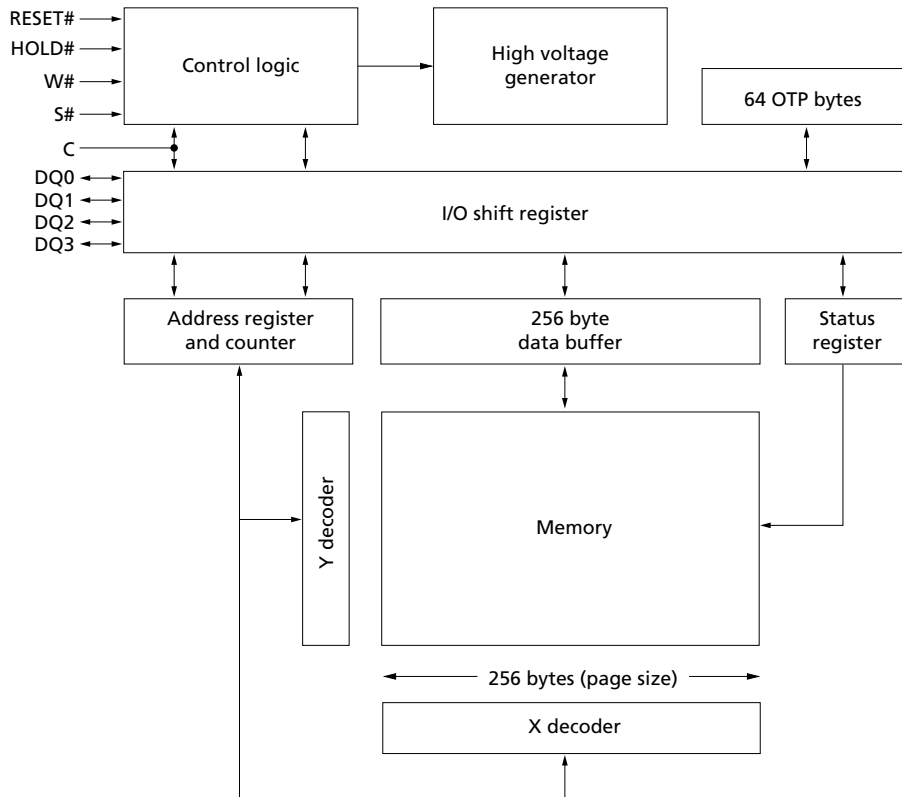 RESET#
HOLD#
W#
S#
C
Control logic
High voltage
generator
64 OTP bytes
DQ0
DQ1
DQ2
DQ3
I/O shift register
Address register
and counter
256 byte
data buffer
Status
register
Y decoder
Memory
256 bytes (page size)
X decoder